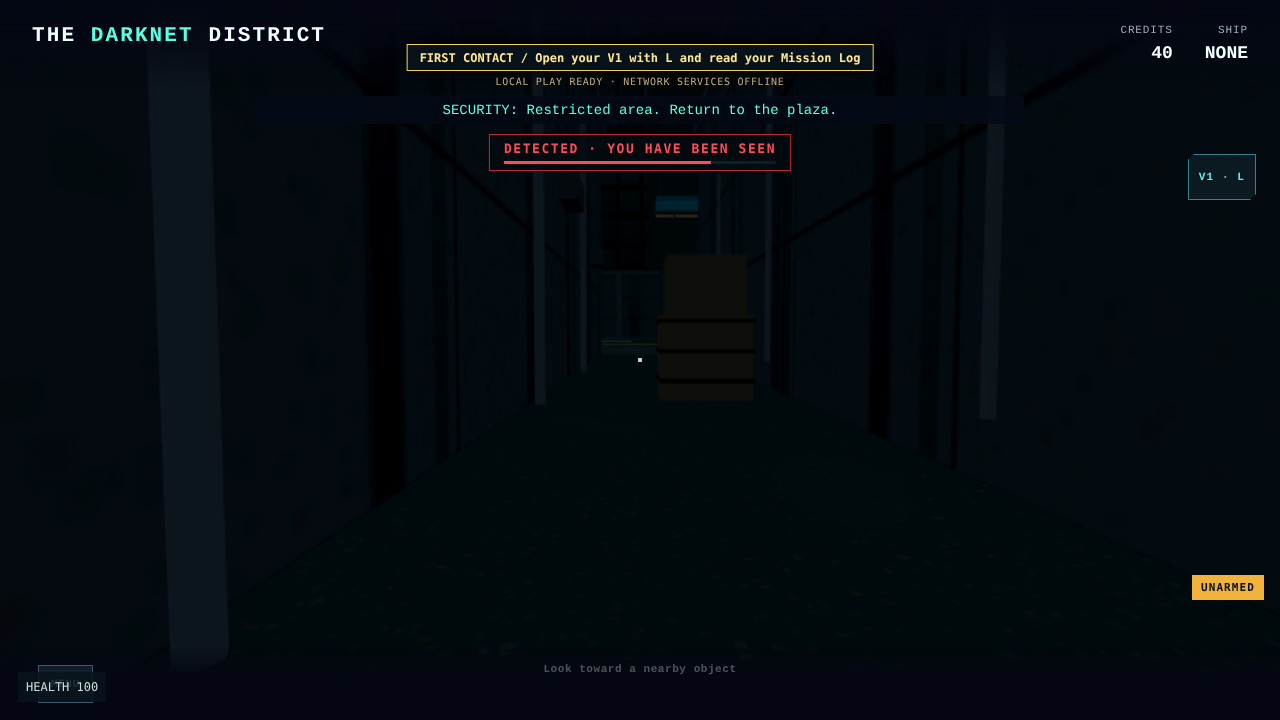 THE DARKNET DISTRICT
CREDITS
40
SHIP
NONE
FIRST CONTACT / Open your V1 with L and read your Mission Log
LOCAL PLAY READY · NETWORK SERVICES OFFLINE
SECURITY: Restricted area. Return to the plaza.
DETECTED · YOU HAVE BEEN SEEN
V1 · L
UNARMED
Look toward a nearby object
HEALTH 100